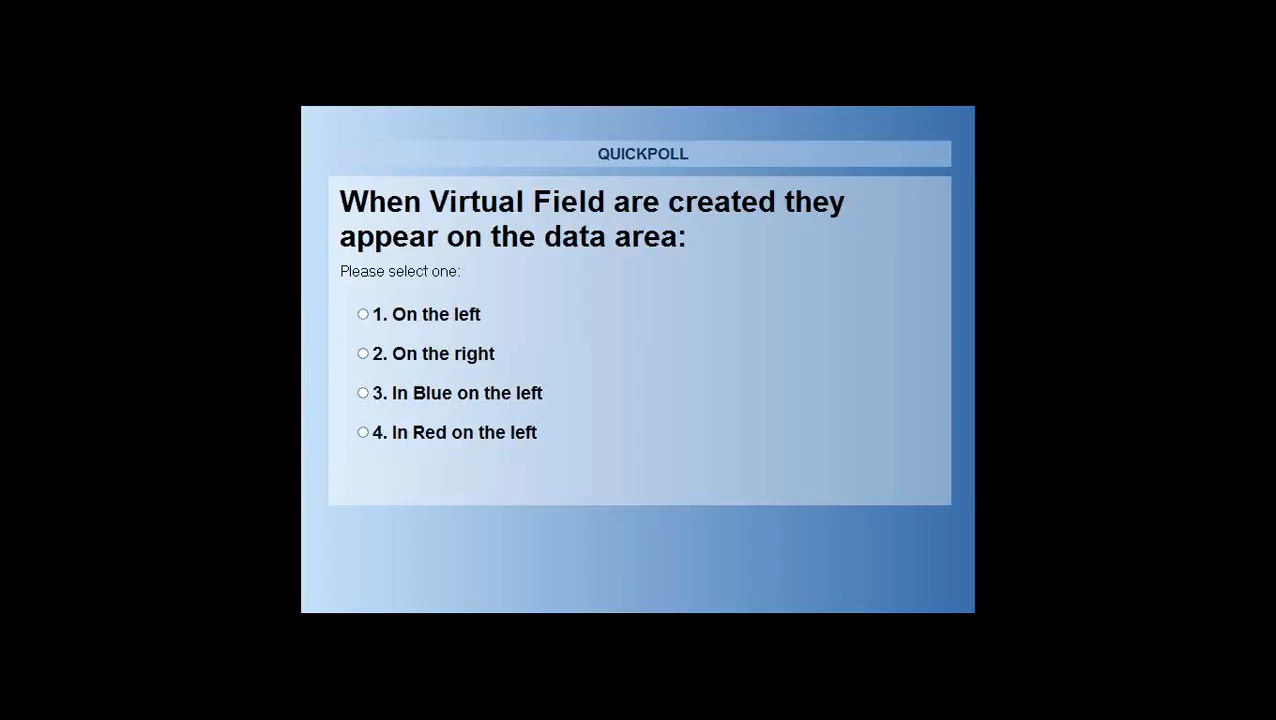 QUICKPOLL
When Virtual Field are created they
appear on the data area:
Please select one:
1. On the left
2. On the right
3. In Blue on the left
4. In Red on the left